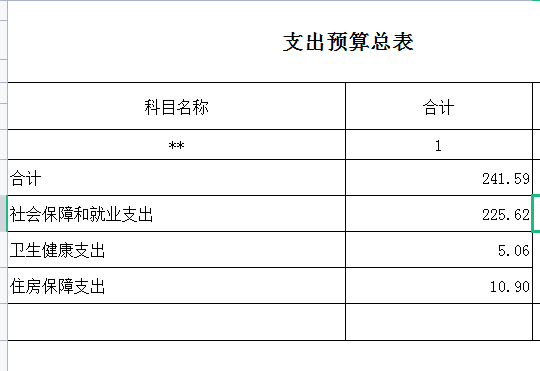 支出预算总表
科目名称 合计
** 1
合计 241.59
社会保障和就业支出 225.62
卫生健康支出 5.06
住房保障支出 10.90